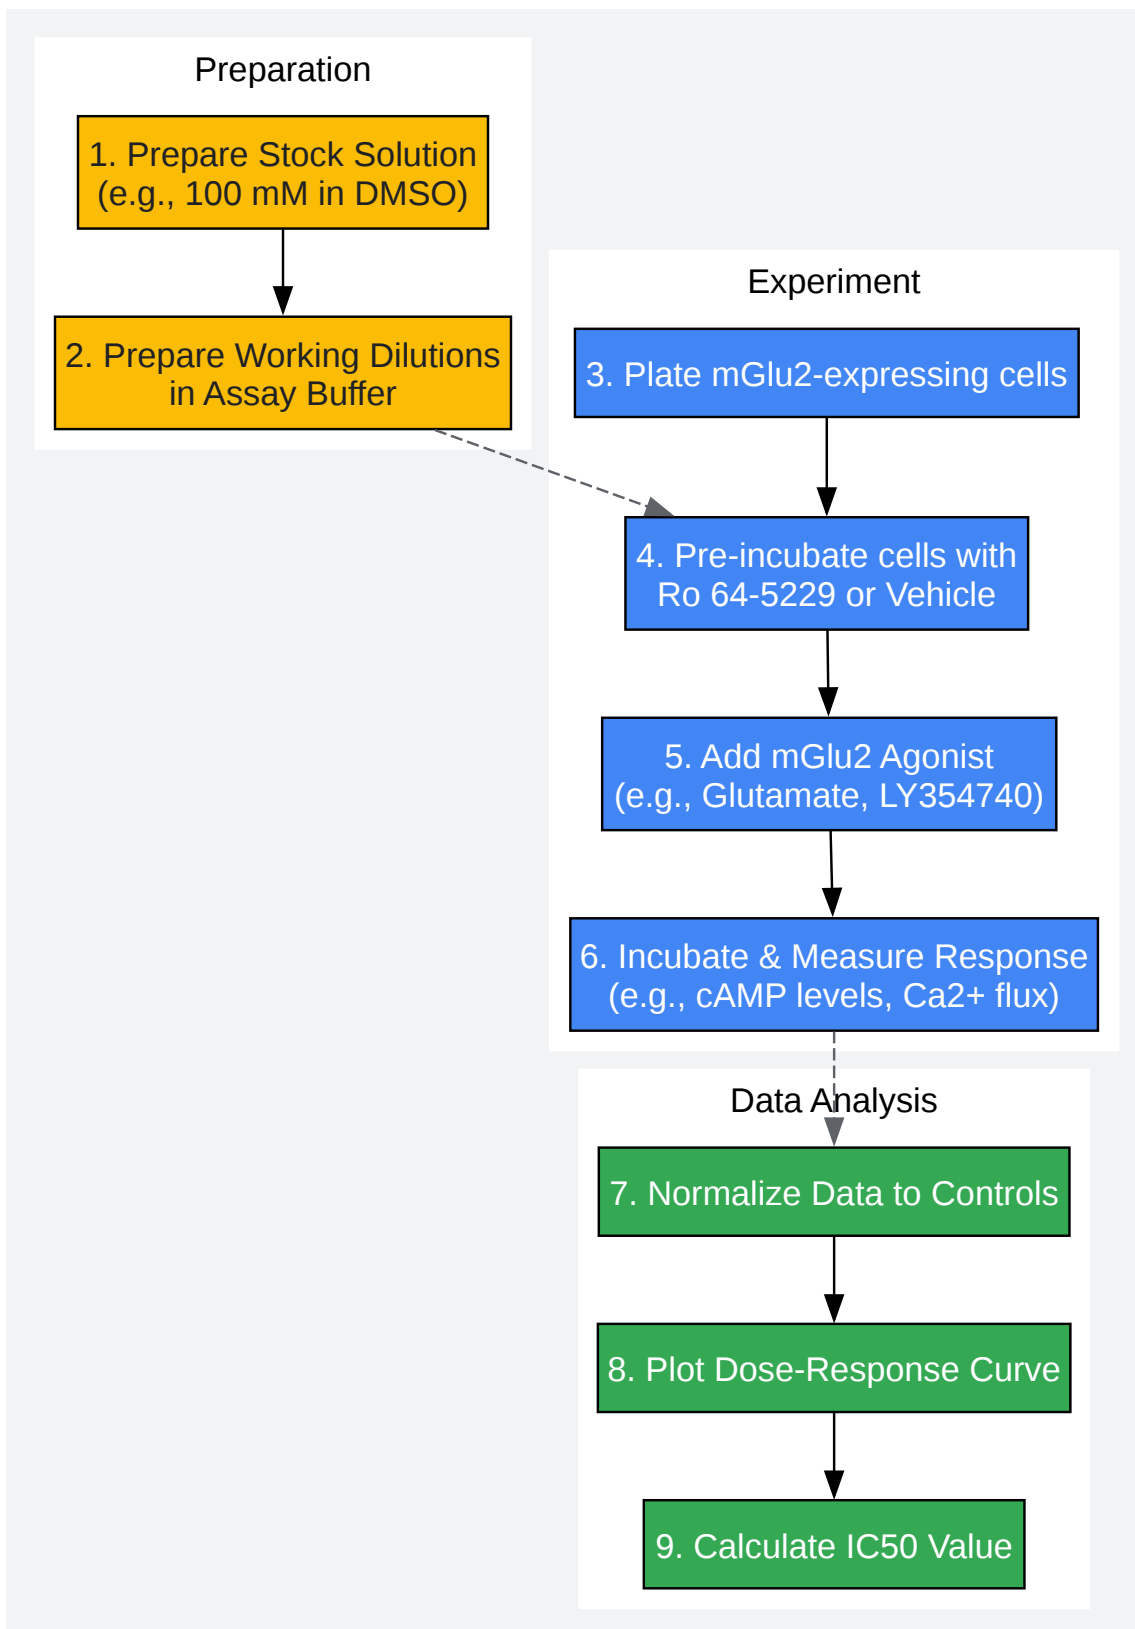 Preparation
1. Prepare Stock Solution
(e.g., 100 mM in DMSO)
2. Prepare Working Dilutions
in Assay Buffer
Experiment
3. Plate mGlu2-expressing cells
4. Pre-incubate cells with
Ro 64-5229 or Vehicle
5. Add mGlu2 Agonist
(e.g., Glutamate, LY354740)
6. Incubate & Measure Response
(e.g., cAMP levels, Ca2+ flux)
Data Analysis
7. Normalize Data to Controls
8. Plot Dose-Response Curve
9. Calculate IC50 Value